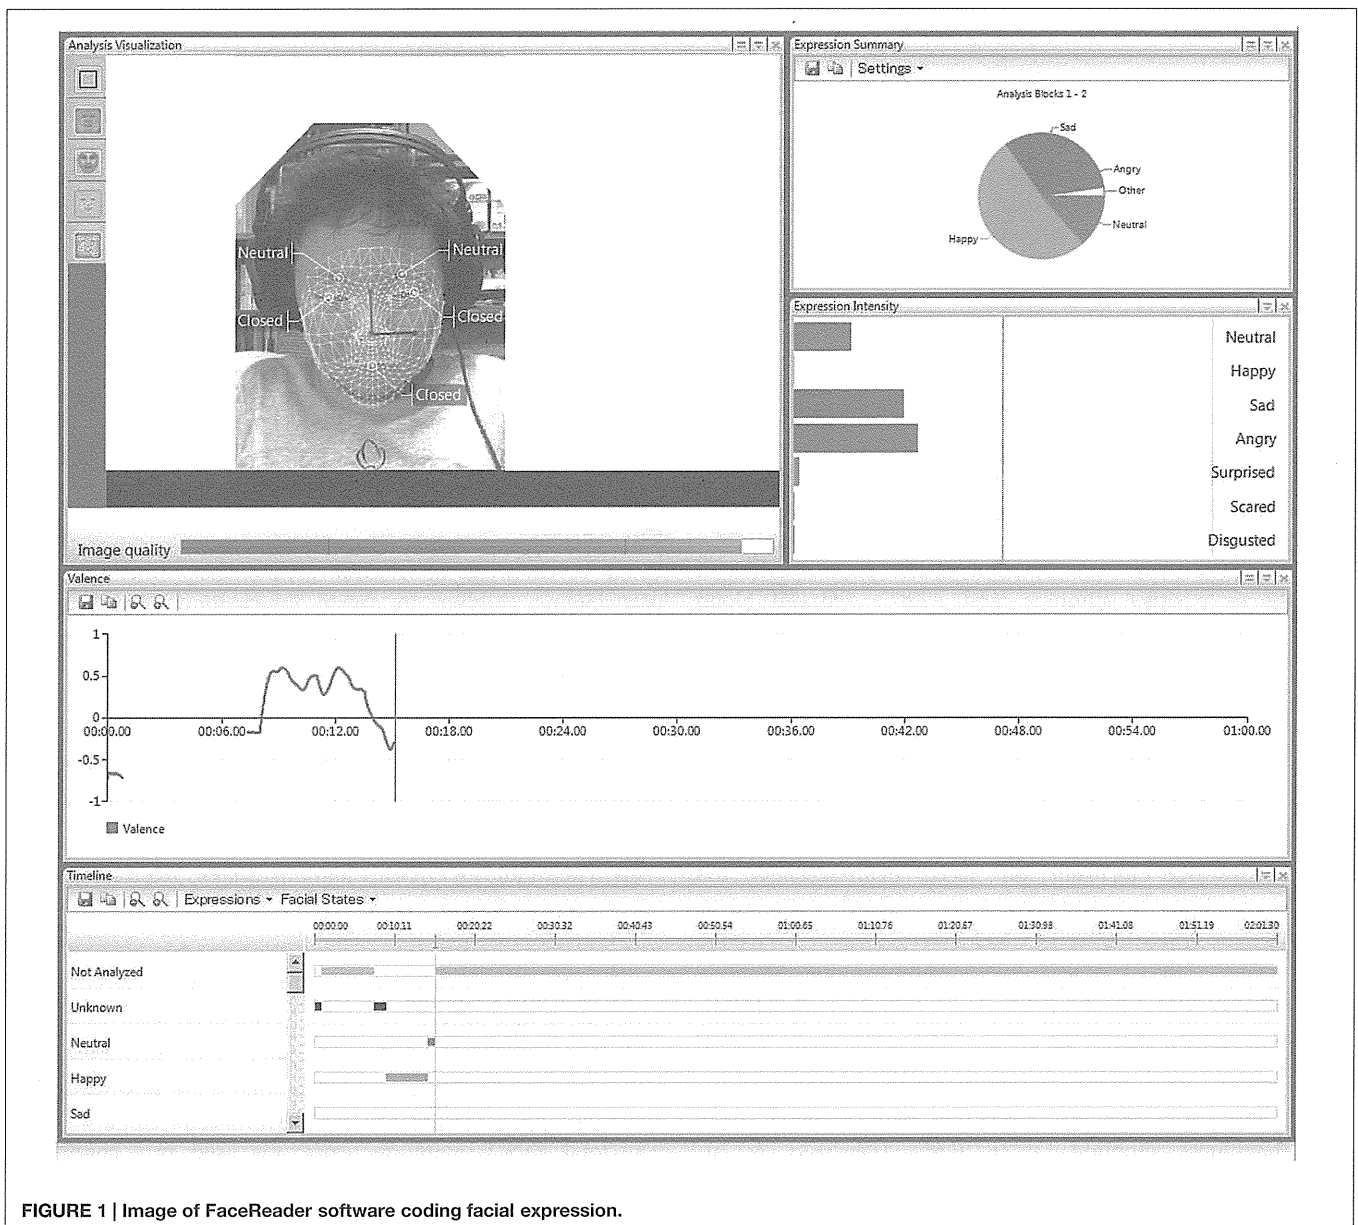 Analysis Visualization
Neutral
Neutral
Closed
Closed
Closed
Image quality
Expression Summary
Settings
Analysis Blocks 1 - 2
Sad
Angry
Other
Neutral
Happy
Expression Intensity
Neutral
Happy
Sad
Angry
Surprised
Scared
Disgusted
Valence
1
0.5
0
00:00.00 00:06.00 00:12.00 00:18.00 00:24.00 00:30.00 00:36.00 00:42.00 00:48.00 00:54.00 01:00.00
-0.5
-1
Valence
Timeline
Expressions Facial States
00:00.00 00:10.11 00:20.22 00:30.32 00:40.43 00:50.54 01:00.65 01:10.76 01:20.87 01:30.98 01:41.08 01:51.19 02:01.30
Not Analyzed
Unknown
Neutral
Happy
Sad
FIGURE 1 | Image of FaceReader software coding facial expression.